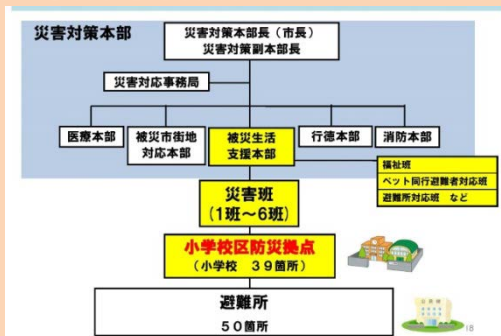 災害対策本部
災害対策本部長（市長）
災害対策副本部長
災害対応事務局
医療本部
被災市街地
対応本部
被災生活
支援本部
行徳本部
消防本部
福祉班
ペット同行避難者対応班
避難所対応班　など
災害班
（1班～6班）
小学校区防災拠点
（小学校　３９箇所）
避難所
５０箇所
18